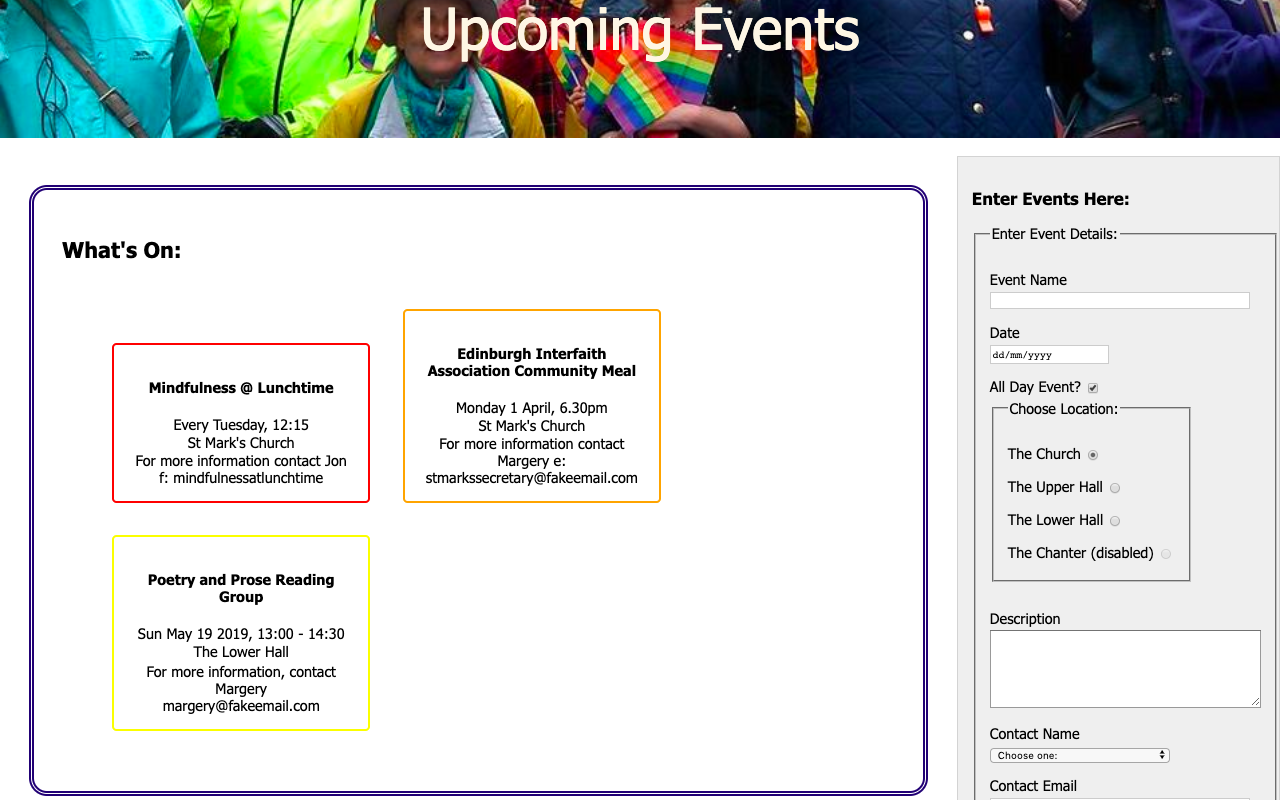 Upcoming Events
What's On:
Mindfulness @ Lunchtime
Every Tuesday, 12:15
St Mark's Church
For more information contact Jon
f: mindfulnessatlunchtime
Edinburgh Interfaith
Association Community Meal
Monday 1 April, 6.30pm
St Mark's Church
For more information contact
Margery e:
stmarkssecretary@fakeemail.com
Poetry and Prose Reading
Group
Sun May 19 2019, 13:00 - 14:30
The Lower Hall
For more information, contact
Margery
margery@fakeemail.com
Enter Events Here:
Enter Event Details:
Event Name
Date
dd/mm/yyyy
All Day Event?
Choose Location:
The Church
The Upper Hall
The Lower Hall
The Chanter (disabled)
Description
Contact Name
Choose one:
Contact Email